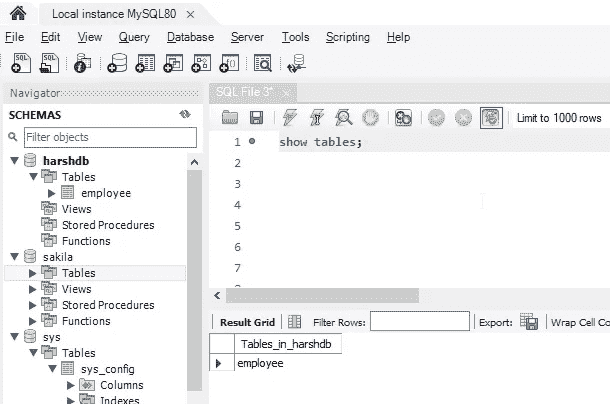 Local instance MySQL80 ×
File Edit View Query Database Server Tools Scripting Help
Navigator
SCHEMAS
Filter objects
harshdb
Tables
employee
Views
Stored Procedures
Functions
sakila
Tables
Views
Stored Procedures
Functions
sys
Tables
sys_config
Columns
Indexes
SQL File 3* ×
Limit to 1000 rows
1 show tables;
2
3
4
5
6
7
8
Result Grid Filter Rows: Export: Wrap Cell Co
Tables_in_harshdb
employee